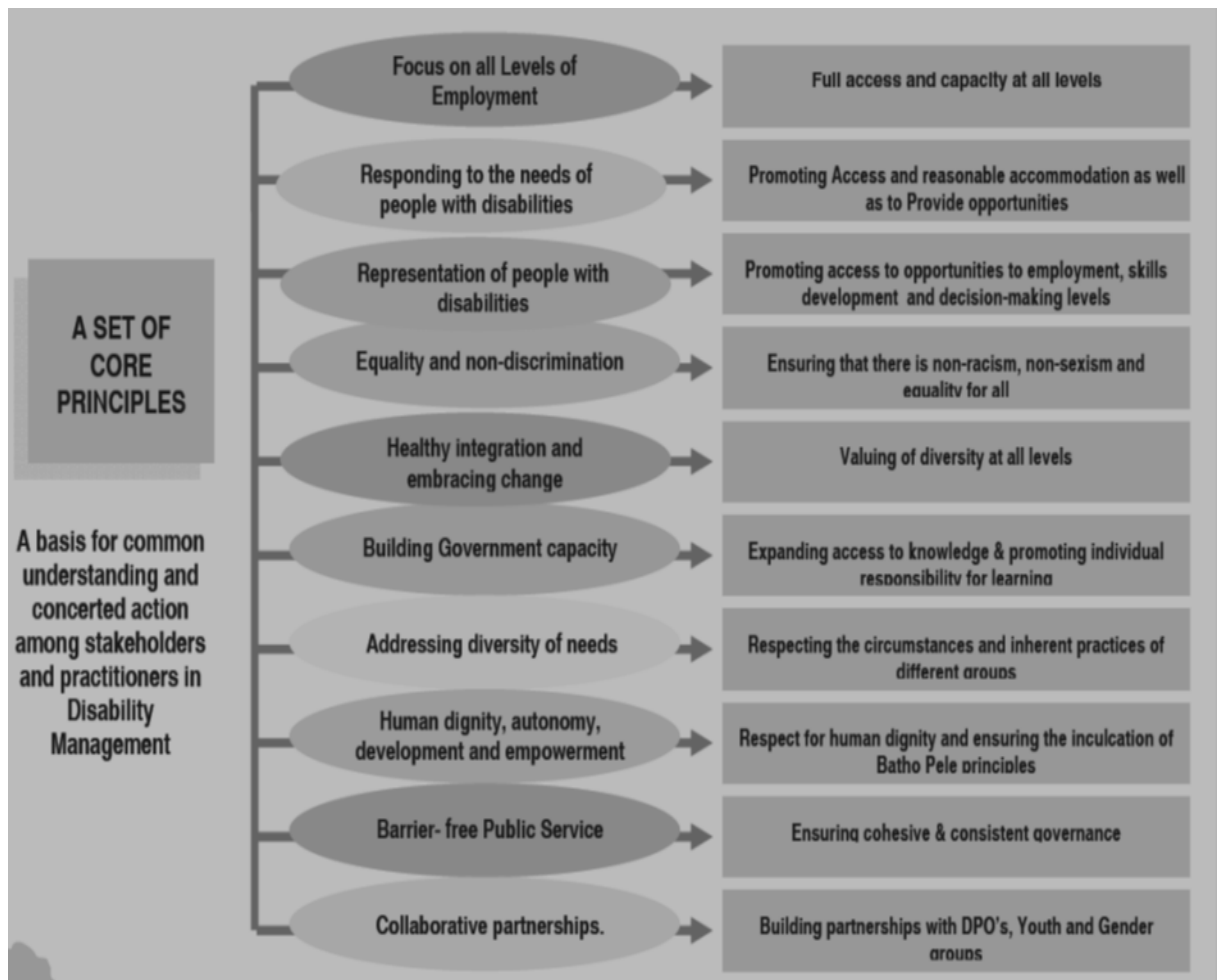 A SET OF
CORE
PRINCIPLES
A basis for common
understanding and
concerted action
among stakeholders
and practitioners in
Disability
Management
Focus on all Levels of
Employment
Full access and capacity at all levels
Responding to the needs of
people with disabilities
Promoting Access and reasonable accommodation as well
as to Provide opportunities
Representation of people with
disabilities
Promoting access to opportunities to employment, skills
development and decision-making levels
Equality and non-discrimination
Ensuring that there is non-racism, non-sexism and
equality for all
Healthy integration and
embracing change
Valuing of diversity at all levels
Building Government capacity
Expanding access to knowledge & promoting individual
responsibility for learning
Addressing diversity of needs
Respecting the circumstances and inherent practices of
different groups
Human dignity, autonomy,
development and empowerment
Respect for human dignity and ensuring the inculcation of
Batho Pele principles
Barrier- free Public Service
Ensuring cohesive & consistent governance
Collaborative partnerships.
Building partnerships with DPO's, Youth and Gender
groups